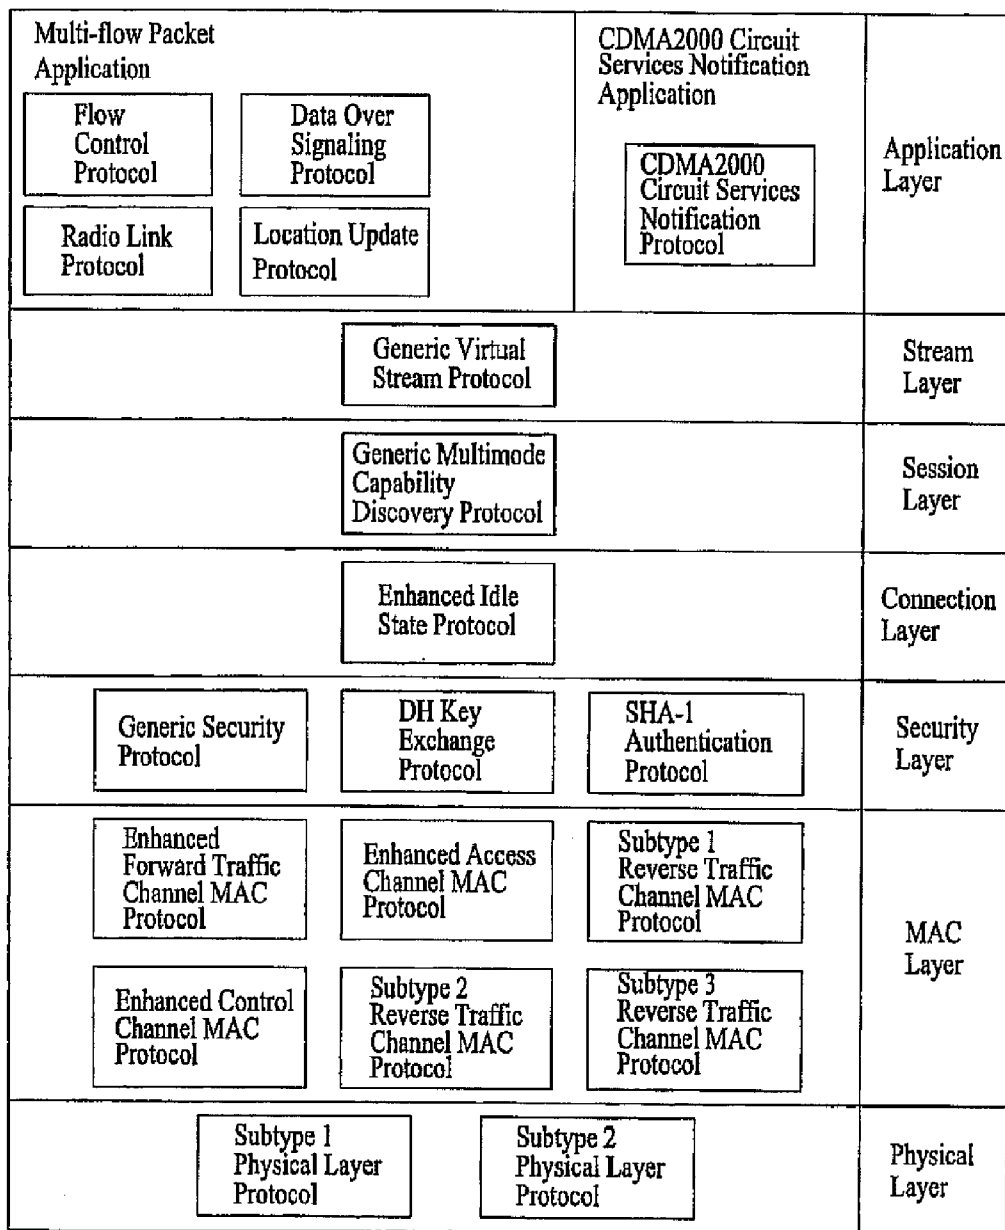 Multi-flow Packet
Application
Flow
Control
Protocol
Data Over
Signaling
Protocol
Radio Link
Protocol
Location Update
Protocol
CDMA2000 Circuit
Services Notification
Application
CDMA2000
Circuit Services
Notification
Protocol
Application
Layer
Generic Virtual
Stream Protocol
Stream
Layer
Generic Multimode
Capability
Discovery Protocol
Session
Layer
Enhanced Idle
State Protocol
Connection
Layer
Generic Security
Protocol
DH Key
Exchange
Protocol
SHA-1
Authentication
Protocol
Security
Layer
Enhanced
Forward Traffic
Channel MAC
Protocol
Enhanced Access
Channel MAC
Protocol
Subtype 1
Reverse Traffic
Channel MAC
Protocol
Enhanced Control
Channel MAC
Protocol
Subtype 2
Reverse Traffic
Channel MAC
Protocol
Subtype 3
Reverse Traffic
Channel MAC
Protocol
MAC
Layer
Subtype 1
Physical Layer
Protocol
Subtype 2
Physical Layer
Protocol
Physical
Layer